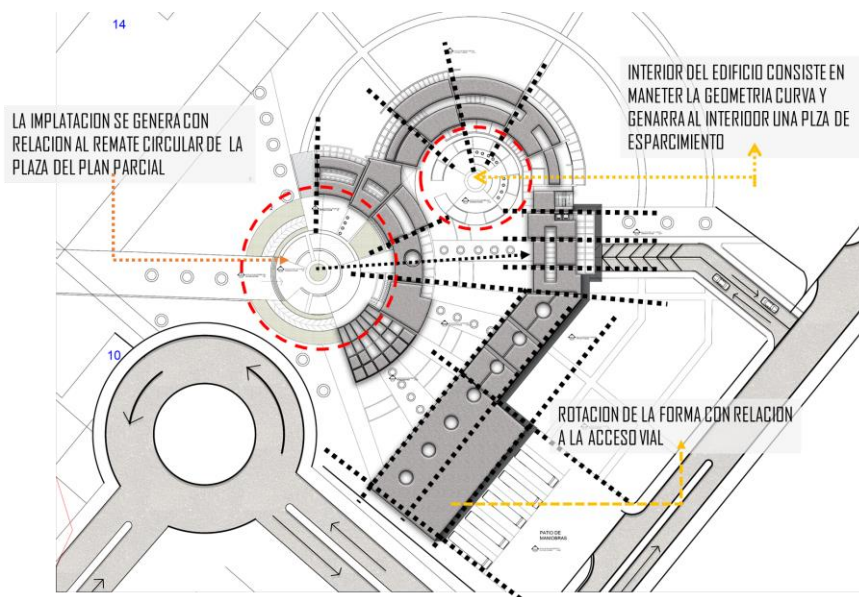 14
LA IMPLATACION SE GENERA CON
RELACION AL REMATE CIRCULAR DE LA
PLAZA DEL PLAN PARCIAL
INTERIOR DEL EDIFICIO CONSISTE EN
MANETER LA GEOMETRIA CURVA Y
GENARRA AL INTERIOOR UNA PLZA DE
ESPARCIMIENTO
10
ROTACION DE LA FORMA CON RELACION
A LA ACCESO VIAL
PATIO DE
MANIOBRAS